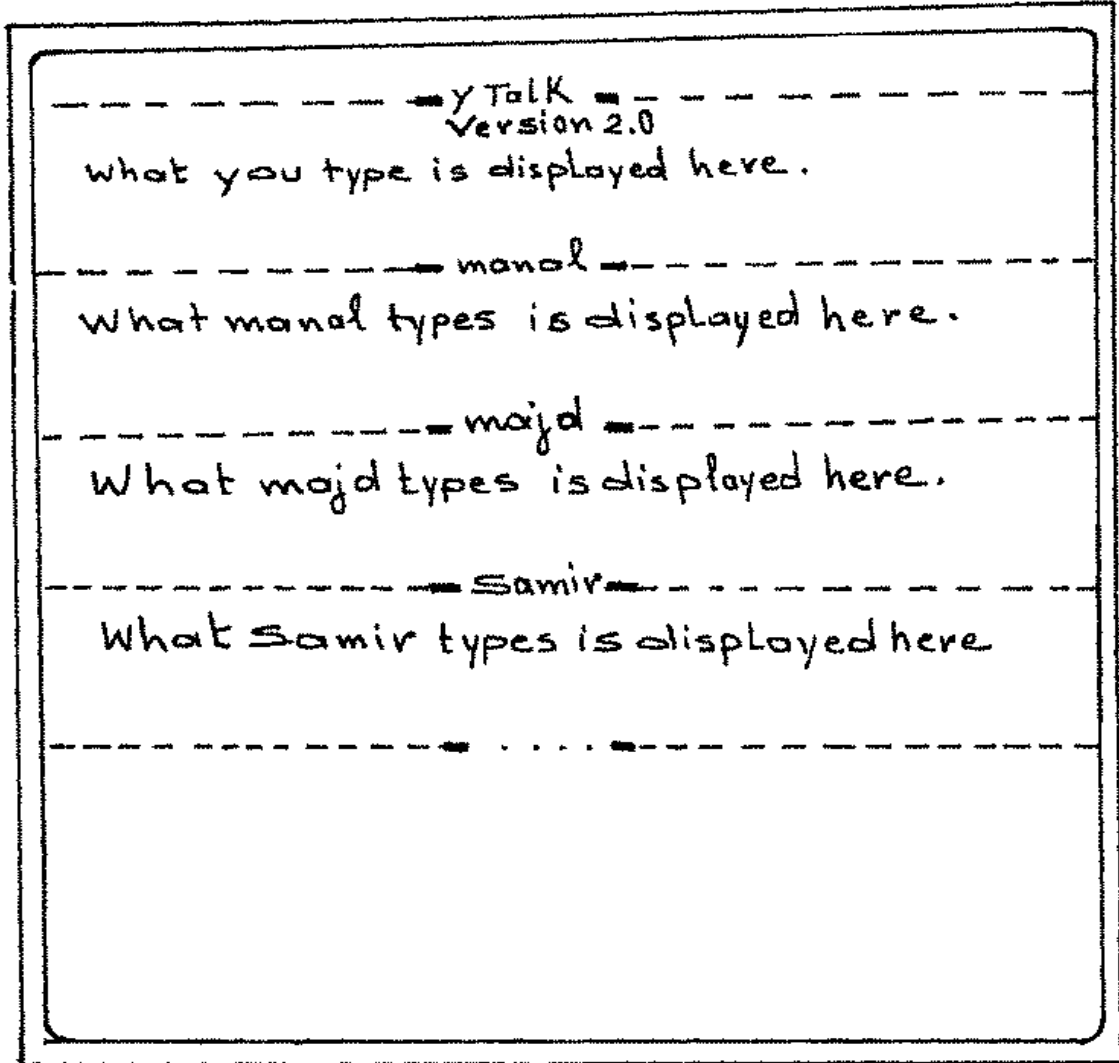 y Talk
Version 2.0
what you type is displayed here.
manal
What manal types is displayed here.
majd
What majd types is displayed here.
Samir
What Samir types is displayed here
....